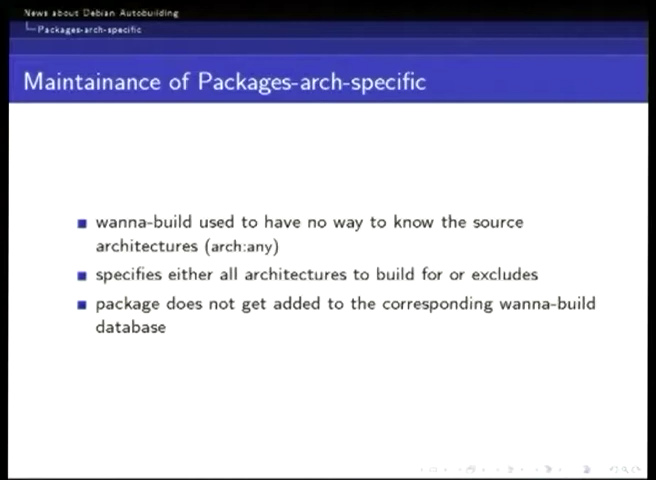 News about Debian Autobuilding
Packages-arch-specific
Maintainance of Packages-arch-specific
wanna-build used to have no way to know the source
architectures (arch:any)
specifies either all architectures to build for or excludes
package does not get added to the corresponding wanna-build
database